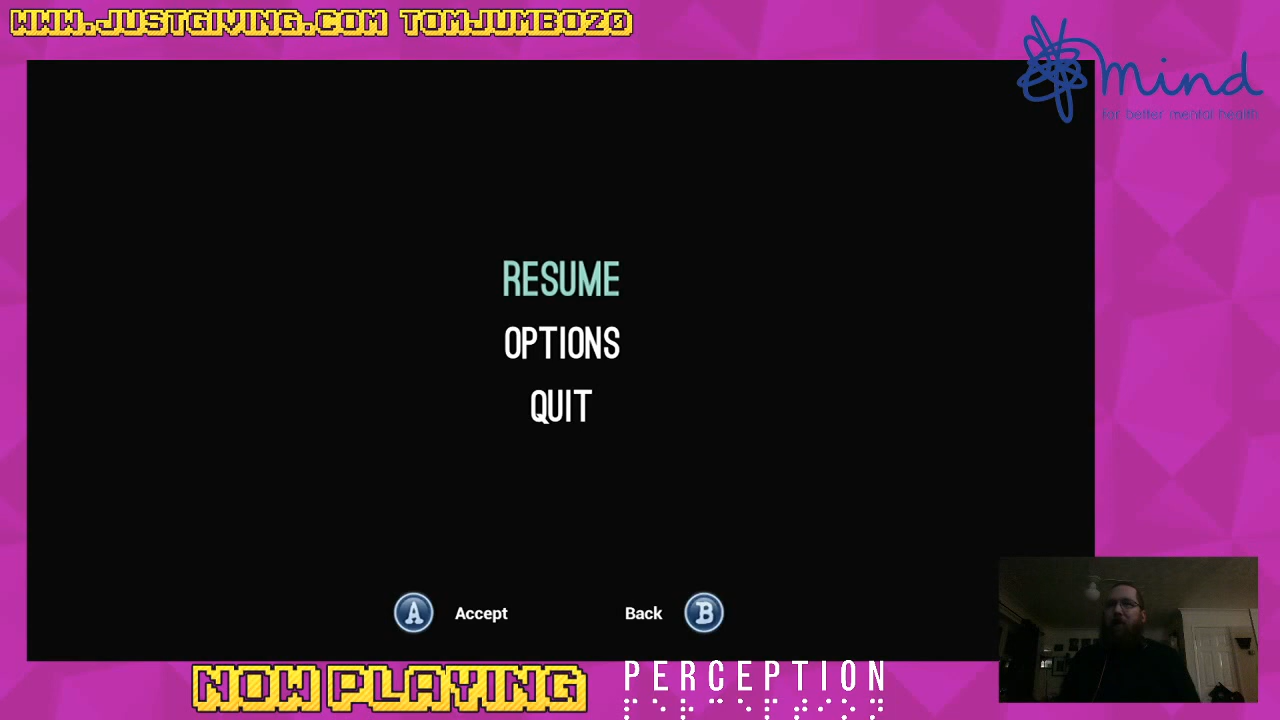 WWW.JUSTGIVING.COM TOMJUMBO20
mind
for better mental health
RESUME
OPTIONS
QUIT
A Accept Back B
NOW PLAYING PERCEPTION